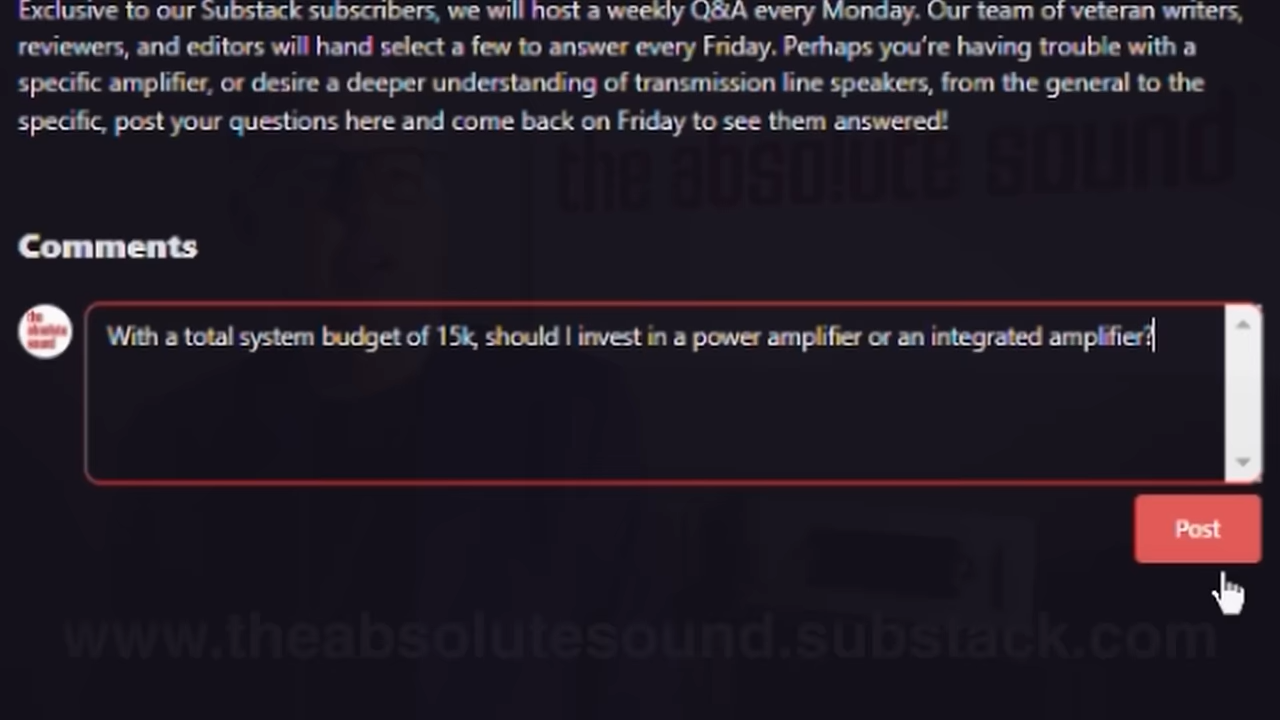 Exclusive to our Substack subscribers, we will host a weekly Q&A every Monday. Our team of veteran writers,
reviewers, and editors will hand select a few to answer every Friday. Perhaps you're having trouble with a
specific amplifier, or desire a deeper understanding of transmission line speakers, from the general to the
specific, post your questions here and come back on Friday to see them answered!
the absolute sound
Comments
the
absolute
sound
With a total system budget of 15k, should I invest in a power amplifier or an integrated amplifier?
Post
www.theabsolutesound.substack.com